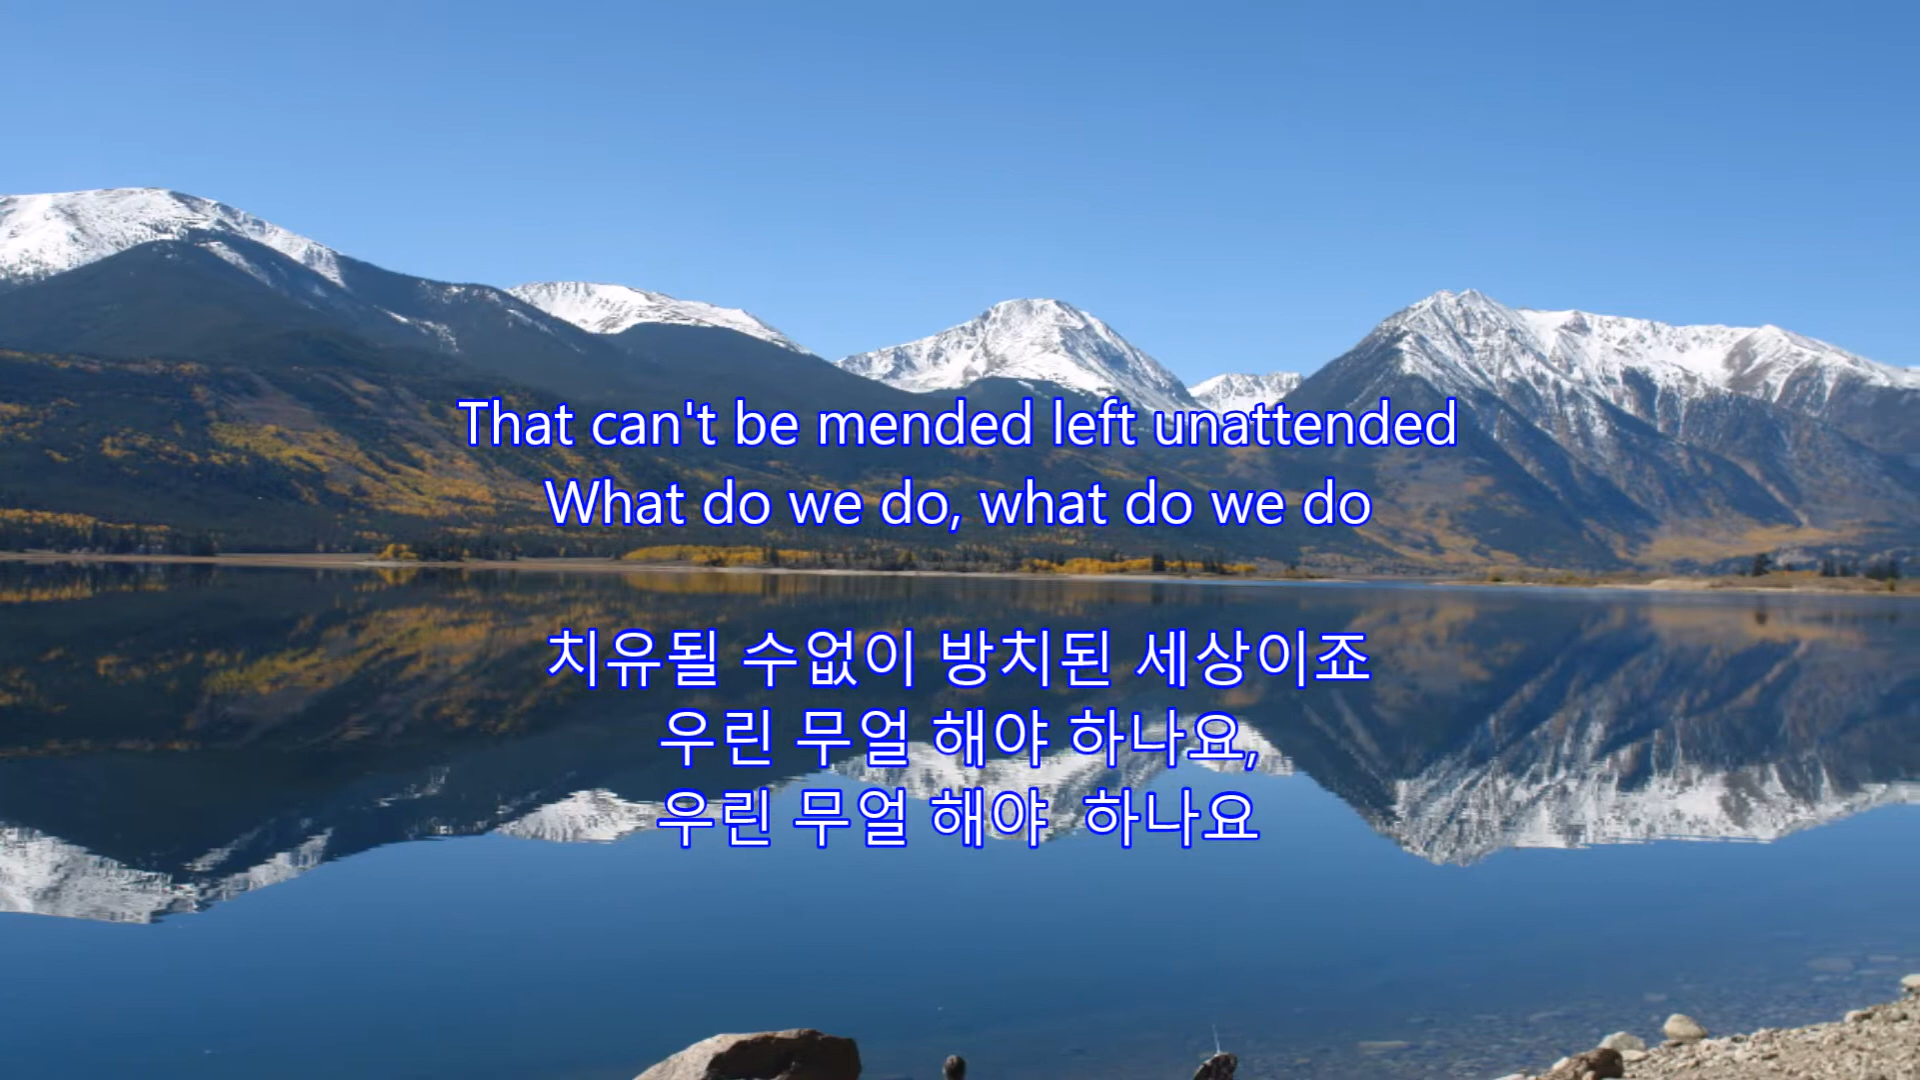 That can't be mended left unattended
What do we do, what do we do
치유될 수없이 방치된 세상이죠
우린 무얼 해야 하나요,
우린 무얼 해야 하나요